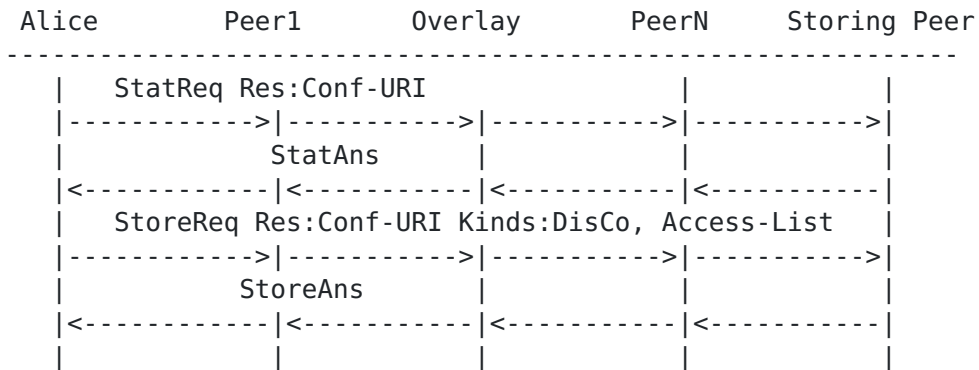 Alice Peer1 Overlay PeerN Storing Peer
-------------------------------------------------------------
| StatReq Res:Conf-URI | |
|------------>|----------->|----------->|----------->|
| StatAns | | |
|<------------|<-----------|<-----------|<-----------|
| StoreReq Res:Conf-URI Kinds:DisCo, Access-List |
|------------>|----------->|----------->|----------->|
| StoreAns | | |
|<------------|<-----------|<-----------|<-----------|
| | | | |